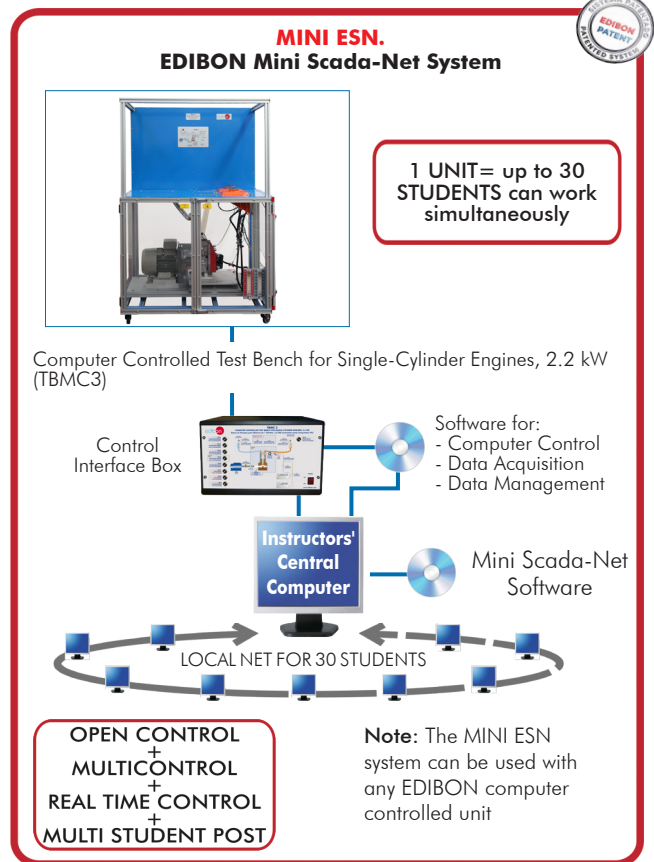 SISTEMA PATENTADO
EDIBON
PATENT
PATENTED SYSTEM
MINI ESN.
EDIBON Mini Scada-Net System
1 UNIT= up to 30
STUDENTS can work
simultaneously
Computer Controlled Test Bench for Single-Cylinder Engines, 2.2 kW
(TBMC3)
Control
Interface Box
Software for:
- Computer Control
- Data Acquisition
- Data Management
Instructors'
Central
Computer
Mini Scada-Net
Software
LOCAL NET FOR 30 STUDENTS
OPEN CONTROL
+
MULTICONTROL
+
REAL TIME CONTROL
+
MULTI STUDENT POST
Note: The MINI ESN
system can be used with
any EDIBON computer
controlled unit